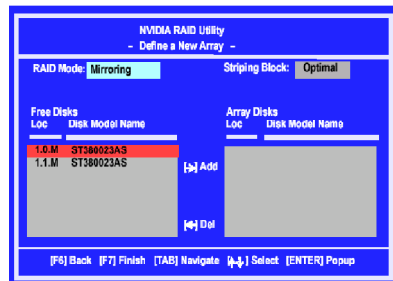 NVIDIA RAID Utility
- Define a New Array -
RAID Mode: Mirroring Striping Block: Optimal
Free Disks Array Disks
Loc Disk Model Name Loc Disk Model Name
1.0.M ST380023AS
1.1.M ST380023AS
[→] Add
[←] Del
[F6] Back [F7] Finish [TAB] Navigate [↑↓] Select [ENTER] Popup